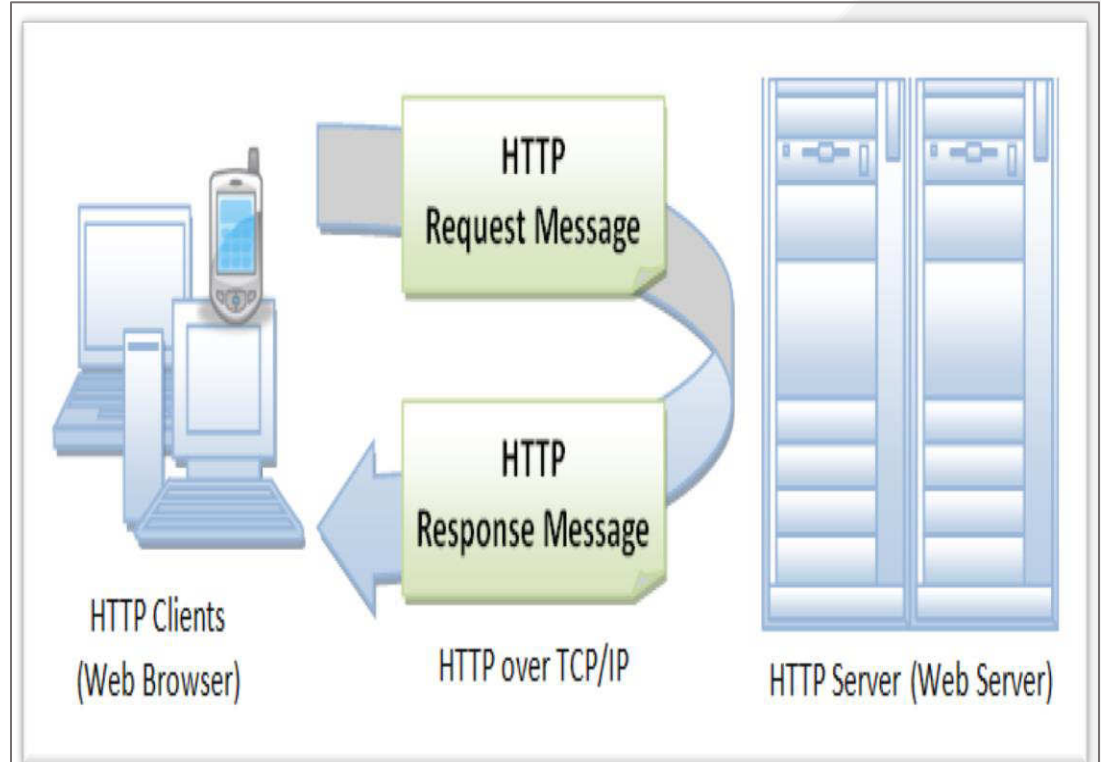 HTTP
Request Message
HTTP
Response Message
HTTP Clients
(Web Browser)
HTTP over TCP/IP
HTTP Server (Web Server)